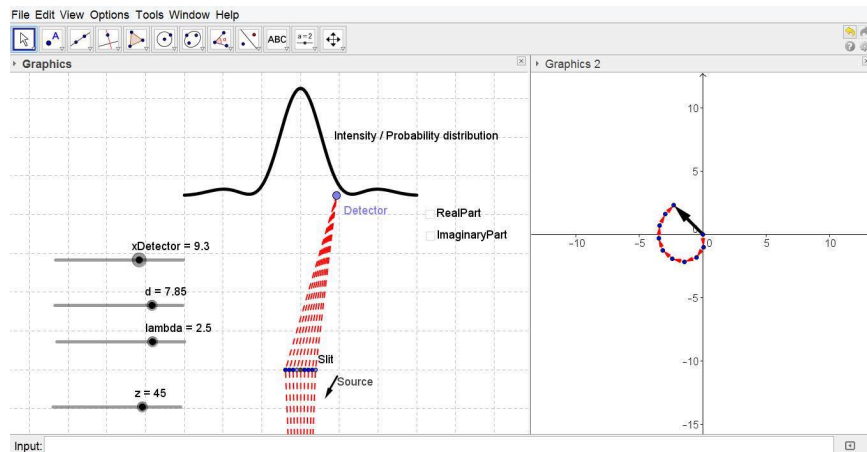 File Edit View Options Tools Window Help
A
ABC
a=2
Graphics
Graphics 2
Intensity / Probability distribution
Detector
RealPart
ImaginaryPart
xDetector = 9.3
d = 7.85
lambda = 2.5
z = 45
Slit
Source
10
5
0
−10
−5
0
5
10
−5
−10
−15
Input: